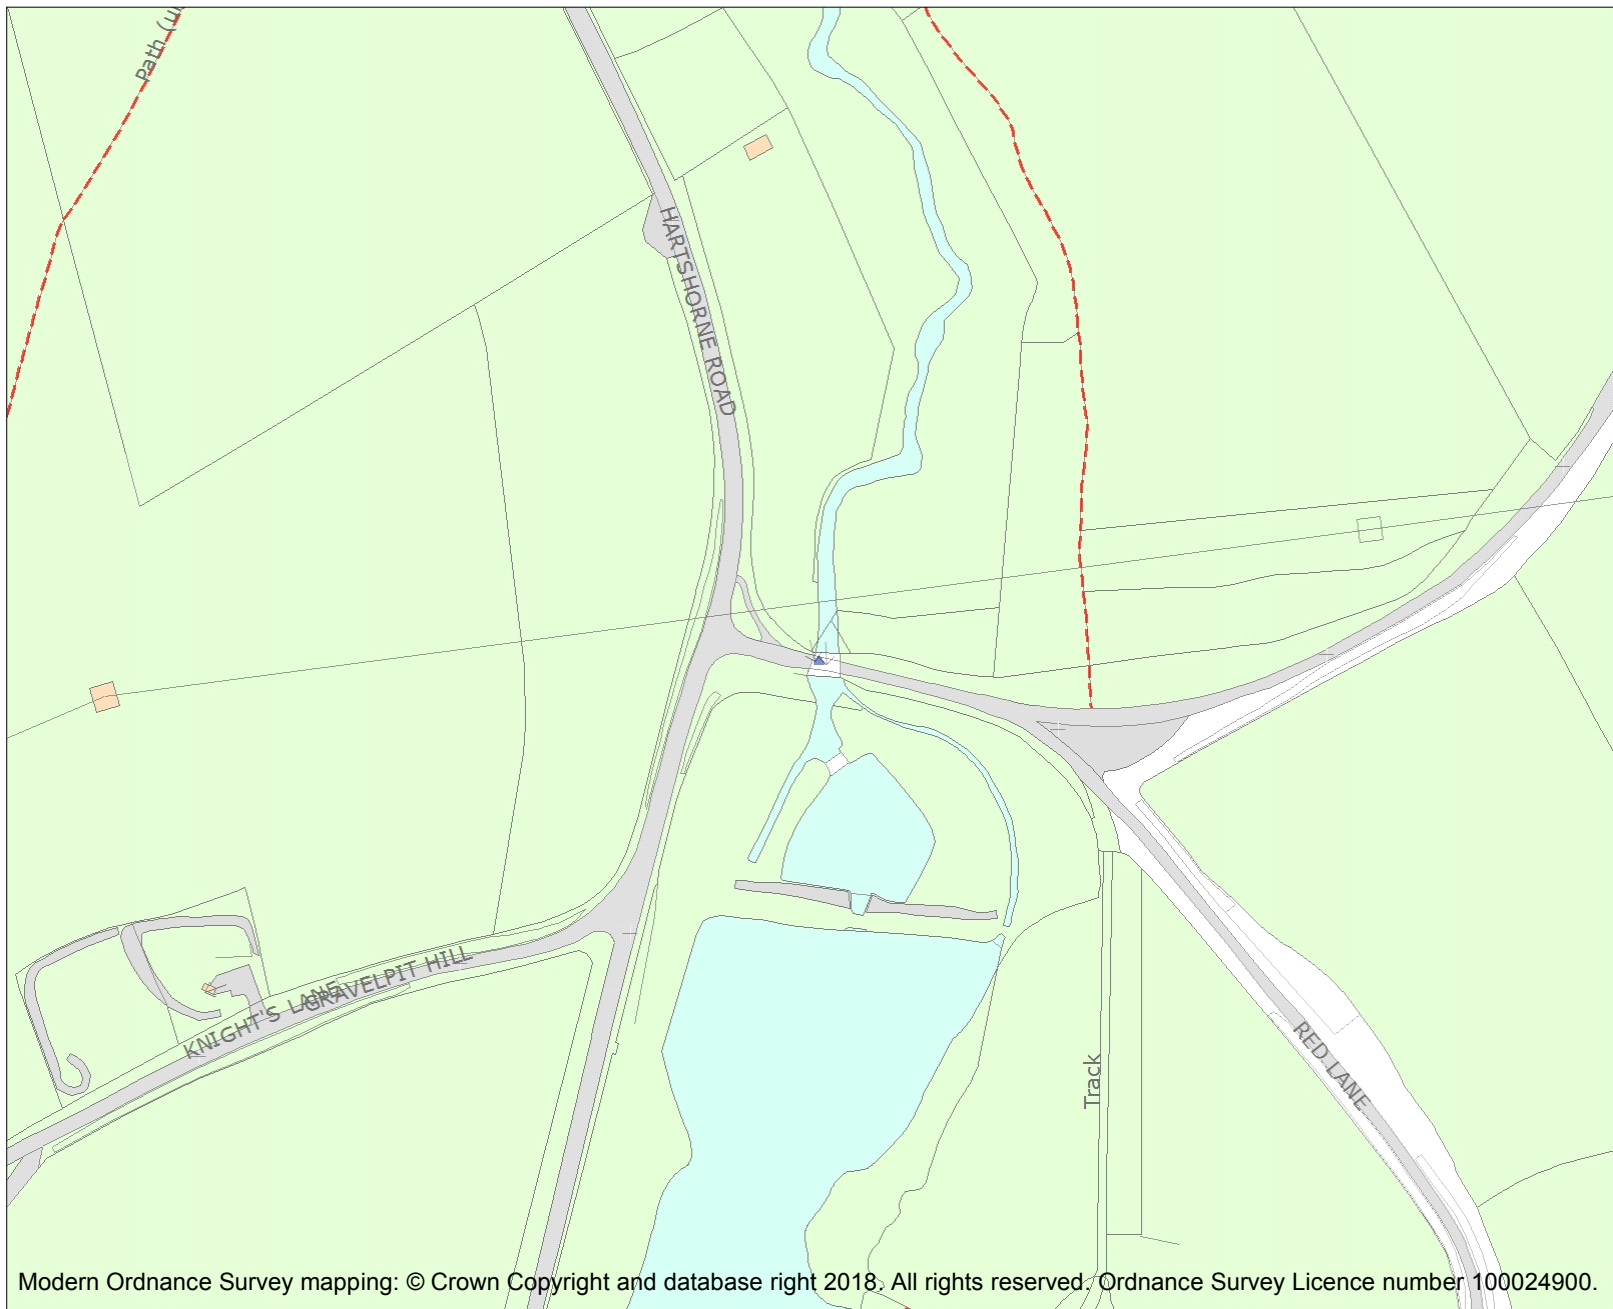 Path (u
HARTSHORNE ROAD
KNIGHT'S LANE
GRAVELPIT HILL
Track
RED LANE
Modern Ordnance Survey mapping: © Crown Copyright and database right 2018. All rights reserved. Ordnance Survey Licence number 100024900.